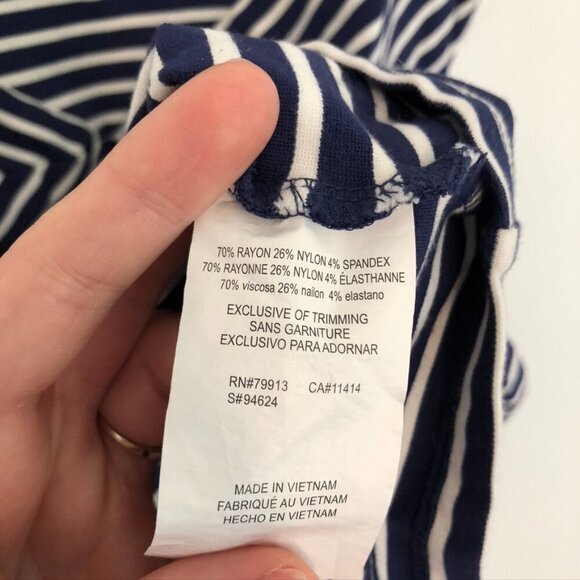 70% RAYON 26% NYLON 4% SPANDEX
70% RAYONNE 26% NYLON 4% ÉLASTHANNE
70% viscosa 26% nailon 4% elastano
EXCLUSIVE OF TRIMMING
SANS GARNITURE
EXCLUSIVO PARA ADORNAR
RN#79913 CA#11414
S#94624
MADE IN VIETNAM
FABRIQUÉ AU VIETNAM
HECHO EN VIETNAM